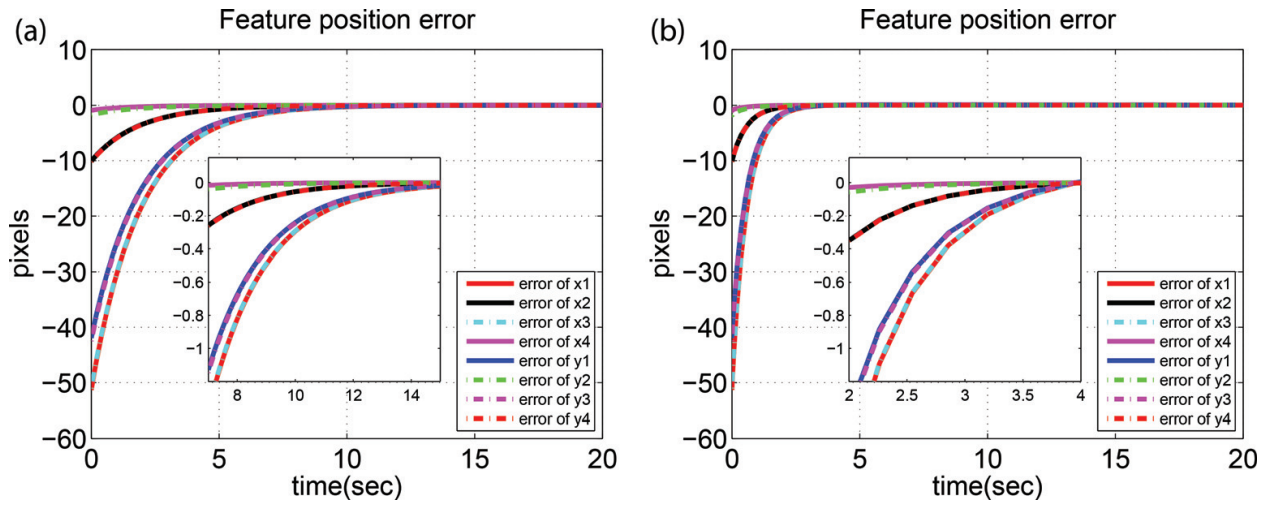 (a)
Feature position error
pixels
10
0
−10
−20
−30
−40
−50
−60
0
5
10
15
20
time(sec)
0
−0.2
−0.4
−0.6
−0.8
−1
8
10
12
14
error of x1
error of x2
error of x3
error of x4
error of y1
error of y2
error of y3
error of y4
(b)
Feature position error
pixels
10
0
−10
−20
−30
−40
−50
−60
0
5
10
15
20
time(sec)
0
−0.2
−0.4
−0.6
−0.8
−1
2
2.5
3
3.5
4
error of x1
error of x2
error of x3
error of x4
error of y1
error of y2
error of y3
error of y4